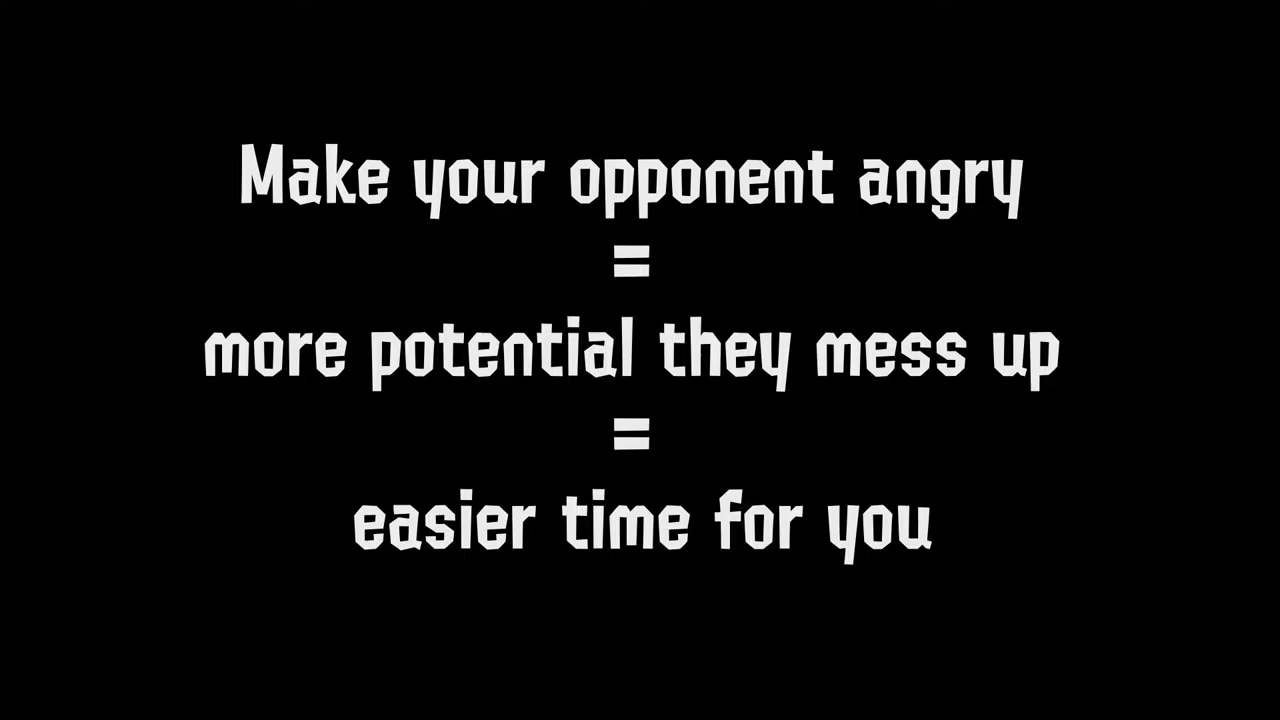 Make your opponent angry
=
more potential they mess up
=
easier time for you